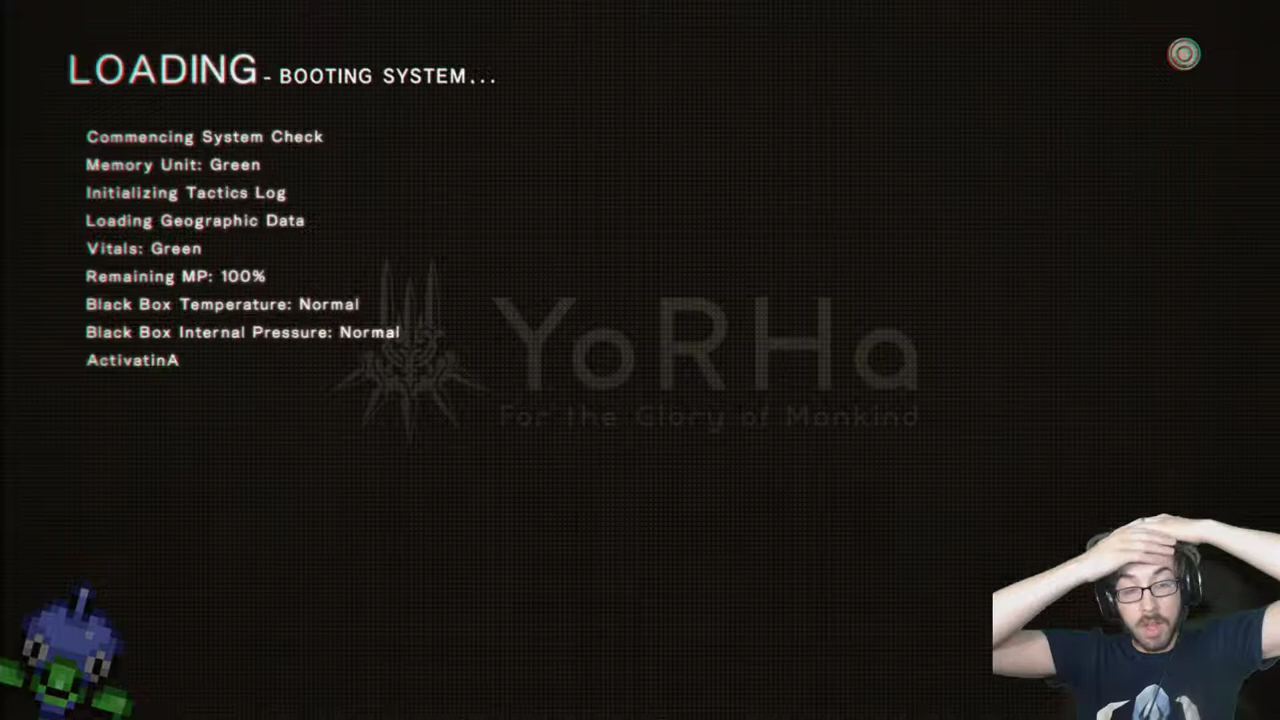 LOADING - BOOTING SYSTEM...
Commencing System Check
Memory Unit: Green
Initializing Tactics Log
Loading Geographic Data
Vitals: Green
Remaining MP: 100%
Black Box Temperature: Normal
Black Box Internal Pressure: Normal
ActivatinA
YoRHa
For the Glory of Mankind